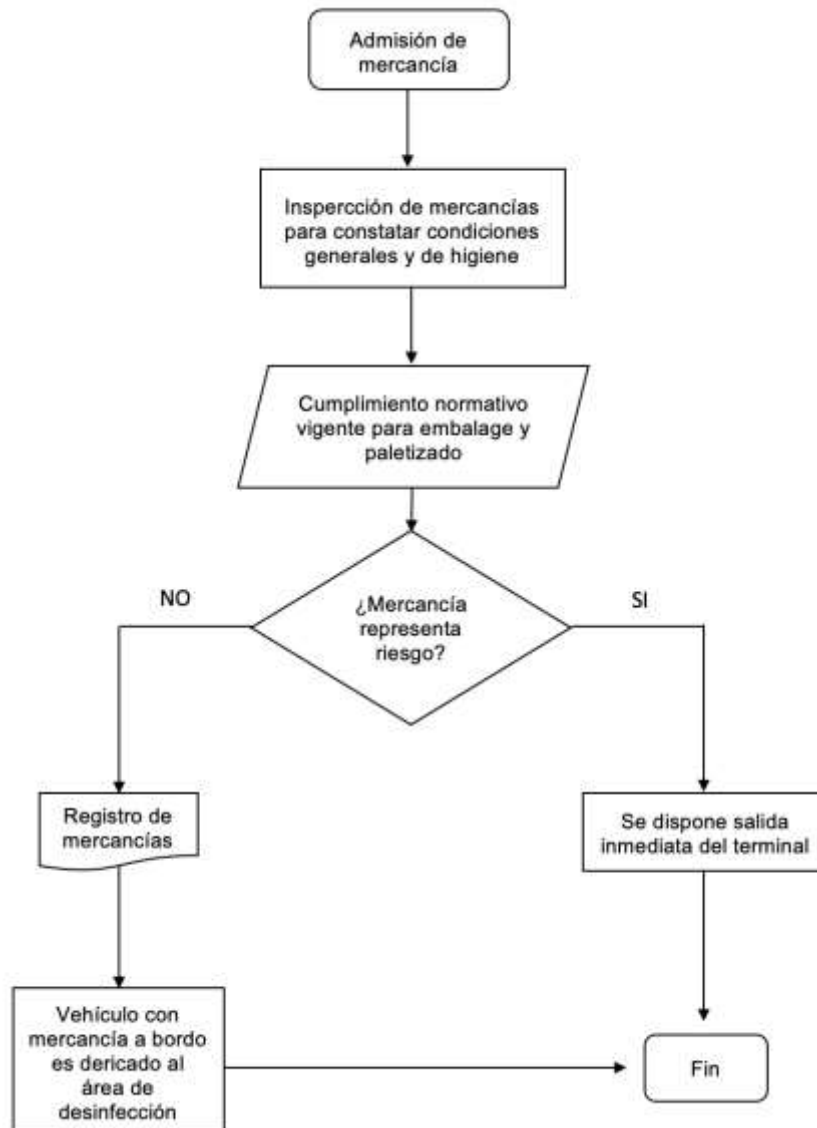 Admisión de
mercancía
Inspercción de mercancías
para constatar condiciones
generales y de higiene
Cumplimiento normativo
vigente para embalage y
paletizado
NO
¿Mercancía
representa
riesgo?
SI
Registro de
mercancías
Se dispone salida
inmediata del terminal
Vehículo con
mercancía a bordo
es dericado al
área de
desinfección
Fin